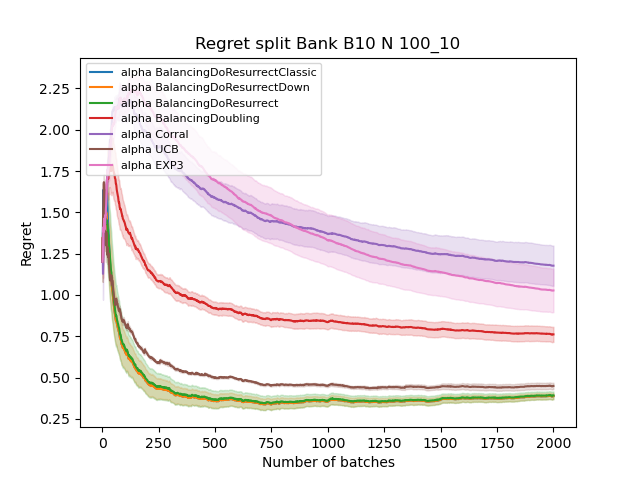 Regret split Bank B10 N 100_10
alpha BalancingDoResurrectClassic
alpha BalancingDoResurrectDown
alpha BalancingDoResurrect
alpha BalancingDoubling
alpha Corral
alpha UCB
alpha EXP3
Regret
2.25
2.00
1.75
1.50
1.25
1.00
0.75
0.50
0.25
0 250 500 750 1000 1250 1500 1750 2000
Number of batches